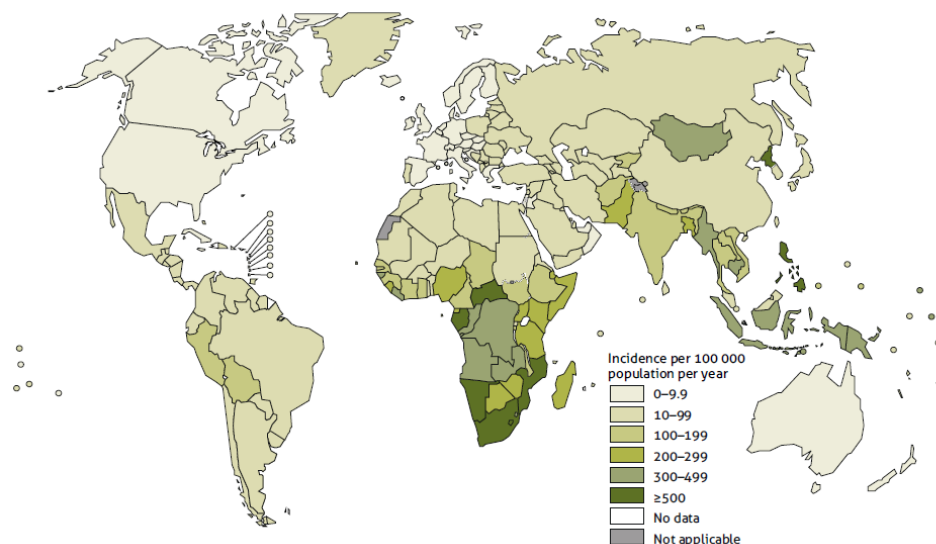 Incidence per 100 000
population per year
0–9.9
10–99
100–199
200–299
300–499
≥500
No data
Not applicable